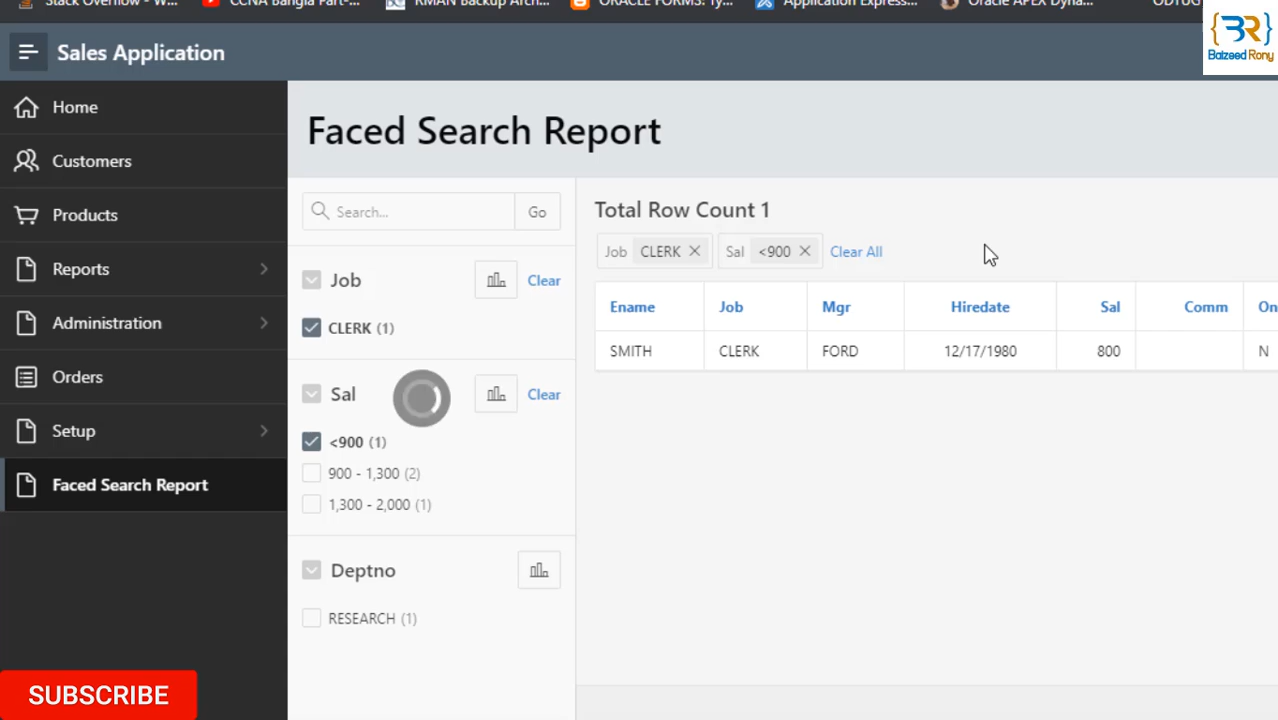 Stack Overflow - W...
CCNA Bangla Part-...
RMAN Backup Arch...
ORACLE FORMS: Ty...
Application Express...
Oracle APEX Dyna...
ODTUG
Sales Application
BR
Baizeed Rony
Home
Customers
Products
Reports
Administration
Orders
Setup
Faced Search Report
SUBSCRIBE
Faced Search Report
Search...
Go
Job
Clear
CLERK (1)
Sal
Clear
<900 (1)
900 - 1,300 (2)
1,300 - 2,000 (1)
Deptno
RESEARCH (1)
Total Row Count 1
Job CLERK Sal <900 Clear All
Ename Job Mgr Hiredate Sal Comm On
SMITH CLERK FORD 12/17/1980 800 N